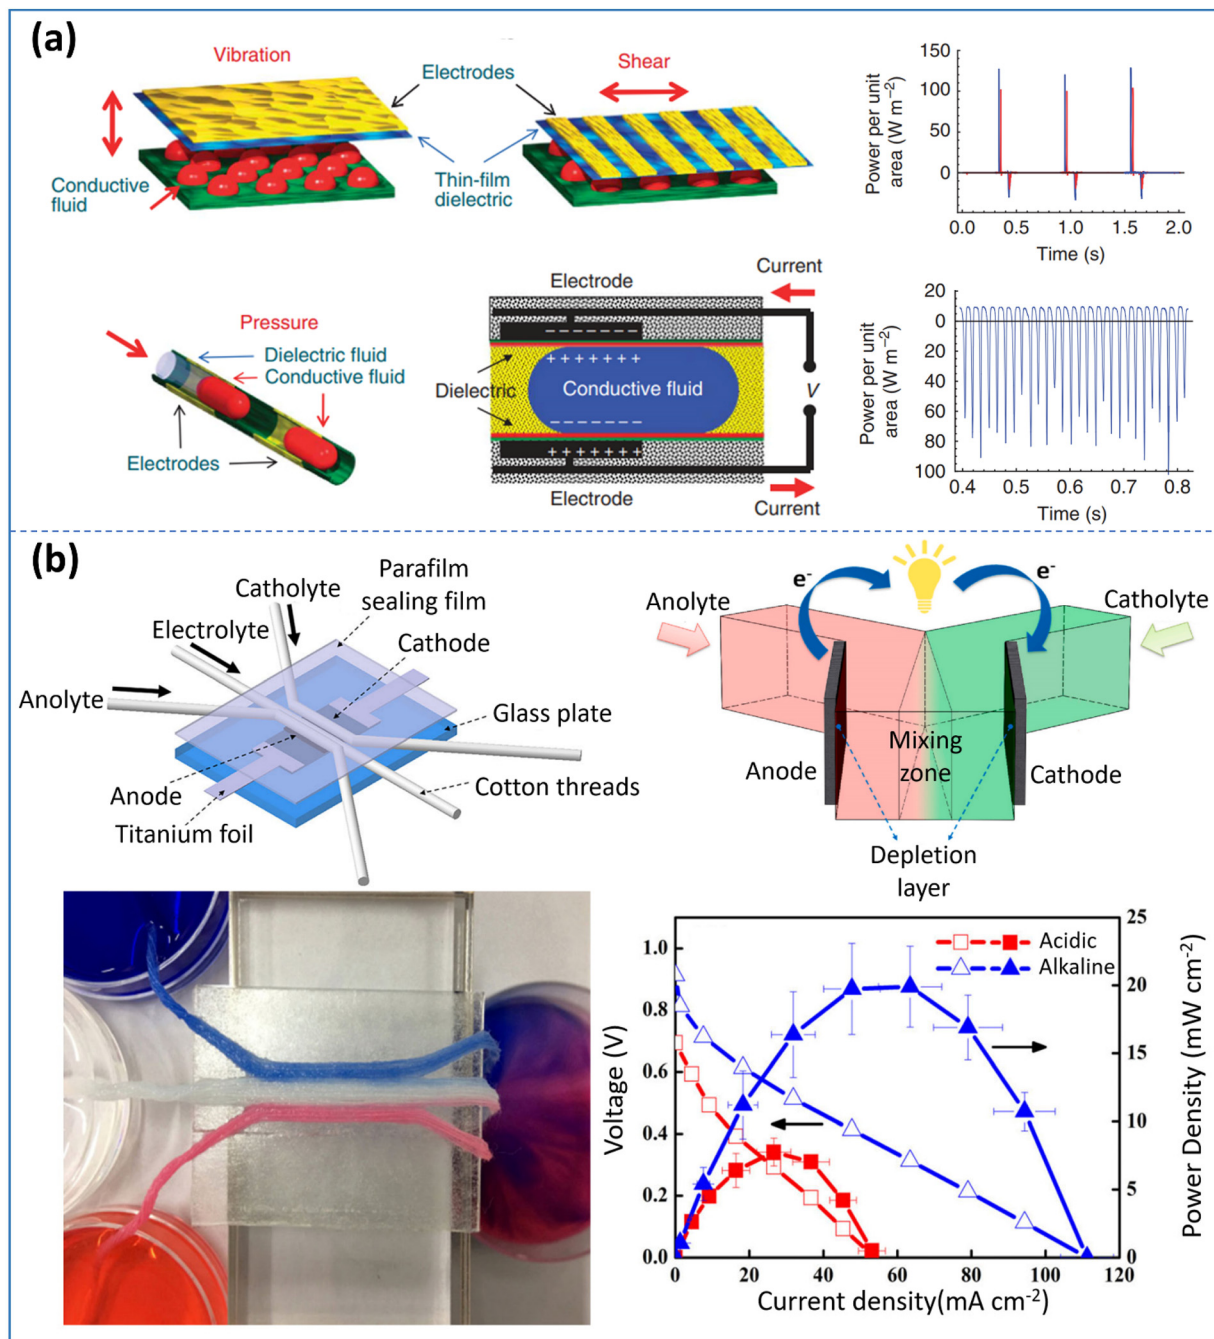 (a)
Vibration
Electrodes
Shear
Conductive
fluid
Thin-film
dielectric
Power per unit
area (W m⁻²)
150
100
50
0
50
0.0 0.5 1.0 1.5 2.0
Time (s)
Pressure
Dielectric fluid
Conductive fluid
Electrodes
Electrode
Current
− − − − − − −
+ + + + + + +
Dielectric
Conductive fluid
V
− − − − − − −
+ + + + + + +
Electrode
Current
Power per unit
area (W m⁻²)
20
0
20
40
60
80
100
0.4 0.5 0.6 0.7 0.8
Time (s)
(b)
Catholyte
Parafilm
sealing film
Electrolyte
Cathode
Anolyte
Glass plate
Anode
Cotton threads
Titanium foil
e⁻
e⁻
Anolyte
Catholyte
Mixing
zone
Anode
Cathode
Depletion
layer
Voltage (V)
1.0
0.8
0.6
0.4
0.2
0.0
Acidic
Alkaline
25
20
15
10
5
0
Power Density (mW cm⁻²)
0 20 40 60 80 100 120
Current density(mA cm⁻²)